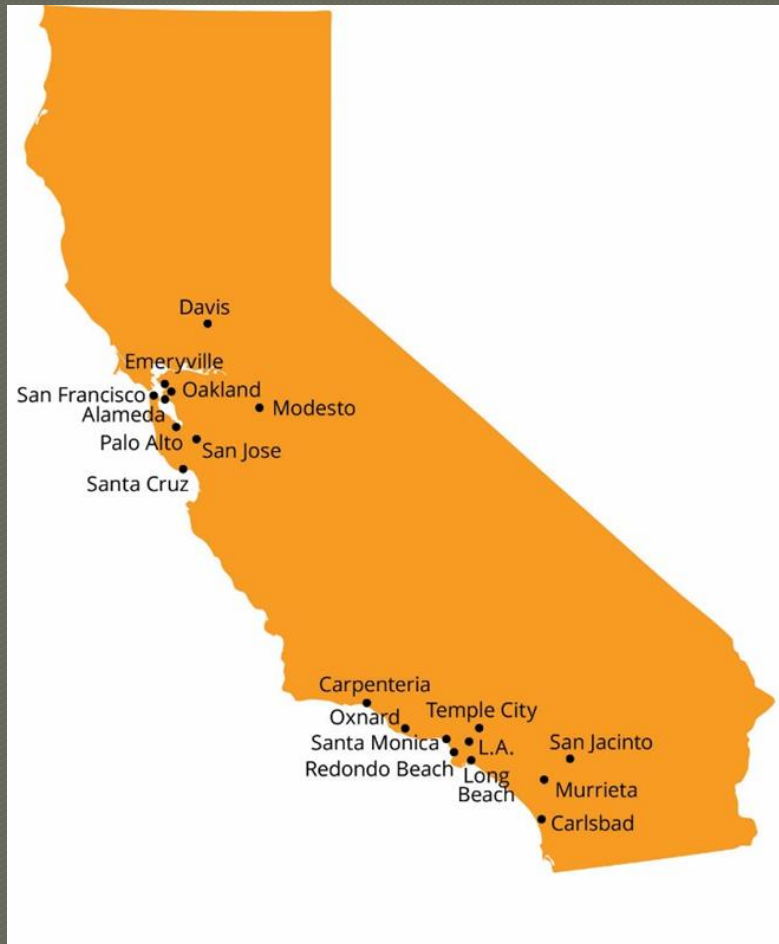 Davis
Emeryville
Oakland
San Francisco
Alameda
Modesto
Palo Alto
San Jose
Santa Cruz
Carpenteria
Oxnard
Temple City
Santa Monica
L.A.
San Jacinto
Redondo Beach
Long
Beach
Murrieta
Carlsbad